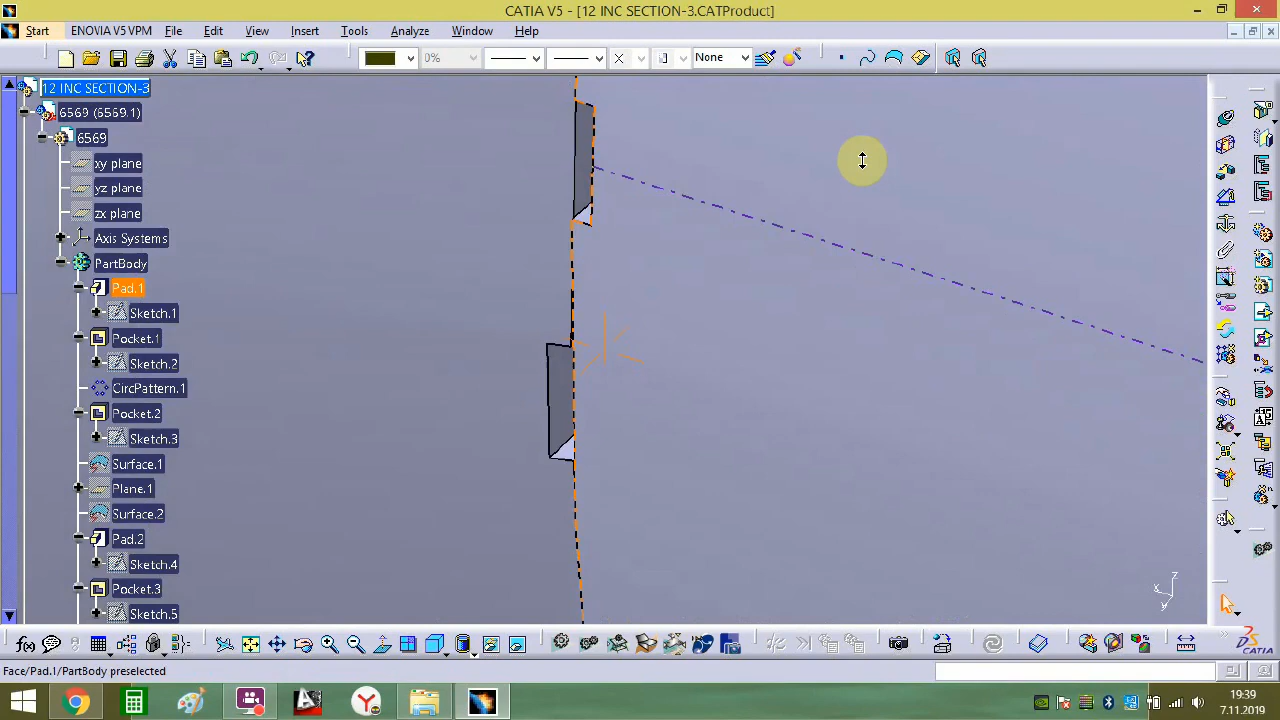 CATIA V5 - [12 INC SECTION-3.CATProduct]
Start ENOVIA V5 VPM File Edit View Insert Tools Analyze Window Help
0% None
12 INC SECTION-3
6569 (6569.1)
6569
xy plane
yz plane
zx plane
Axis Systems
PartBody
Pad.1
Sketch.1
Pocket.1
Sketch.2
CircPattern.1
Pocket.2
Sketch.3
Surface.1
Plane.1
Surface.2
Pad.2
Sketch.4
Pocket.3
Sketch.5
z
x
y
CATIA
Face/Pad.1/PartBody preselected
19:39
7.11.2019